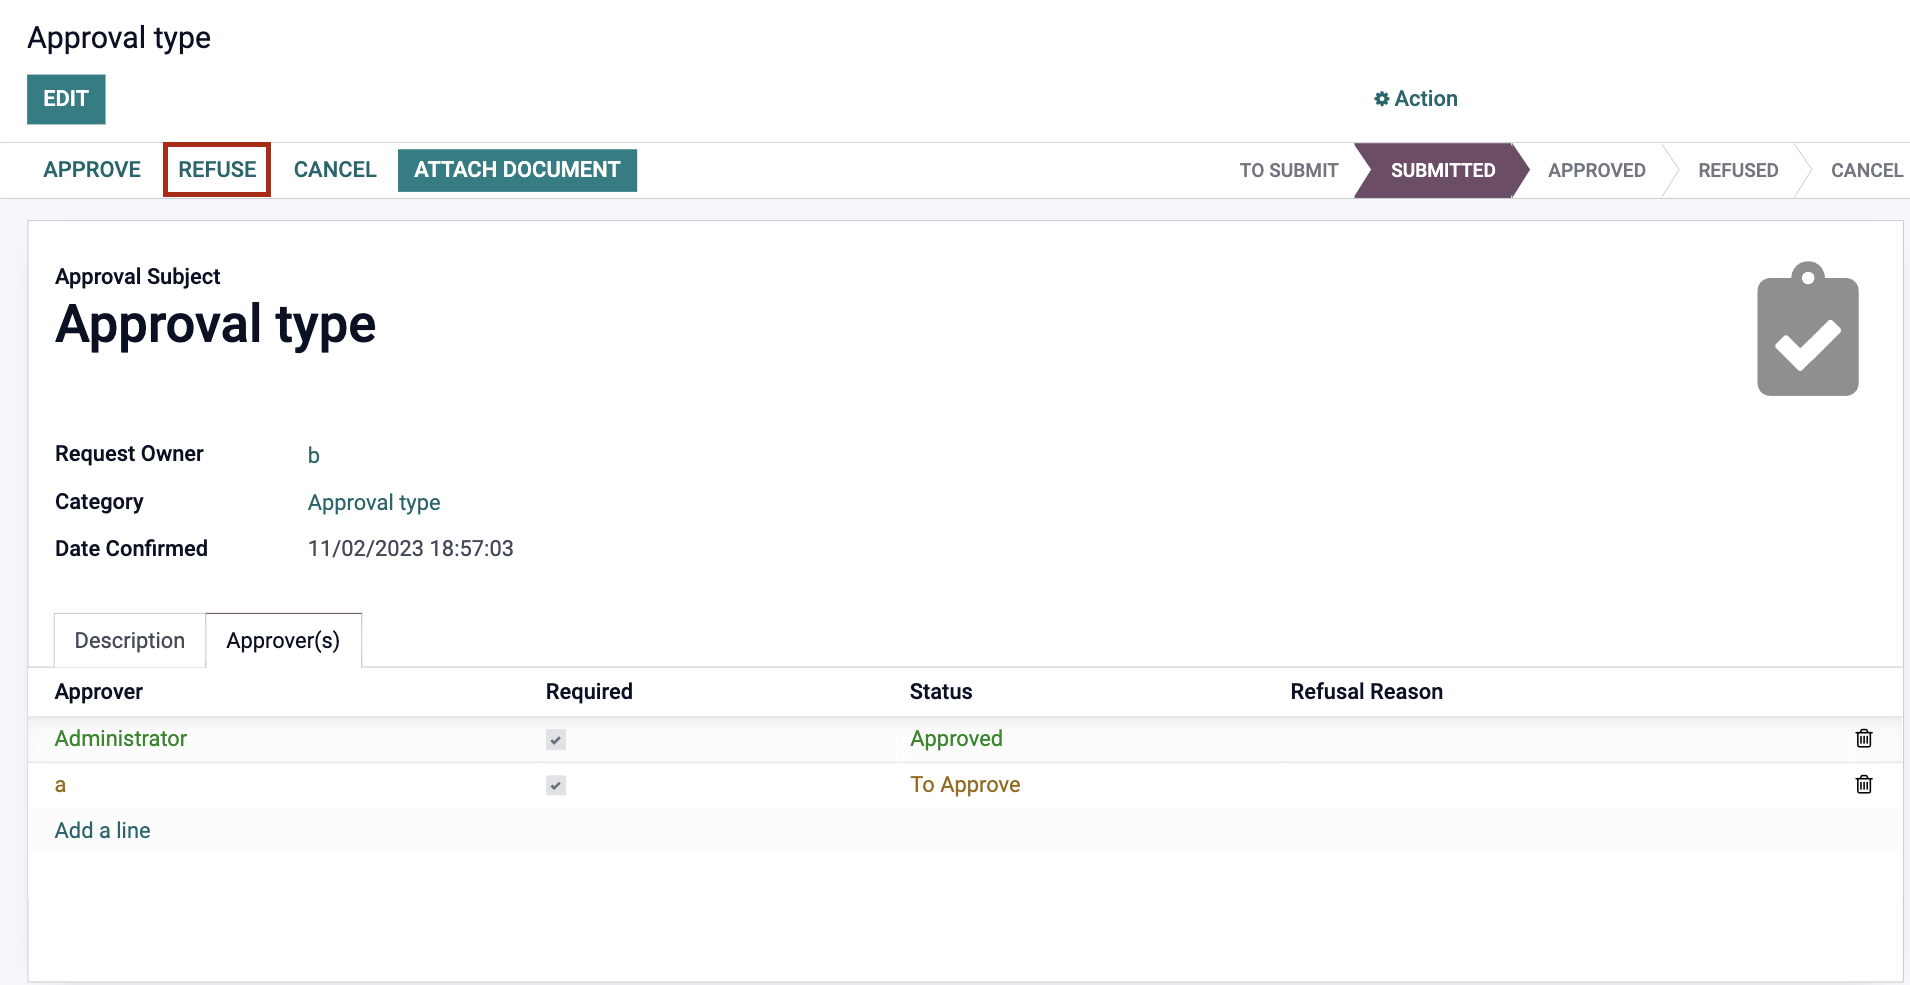 Approval type
EDIT
Action
APPROVE REFUSE CANCEL ATTACH DOCUMENT TO SUBMIT SUBMITTED APPROVED REFUSED CANCEL
Approval Subject
Approval type
Request Owner b
Category Approval type
Date Confirmed 11/02/2023 18:57:03
Description Approver(s)
Approver Required Status Refusal Reason
Administrator Approved
a To Approve
Add a line